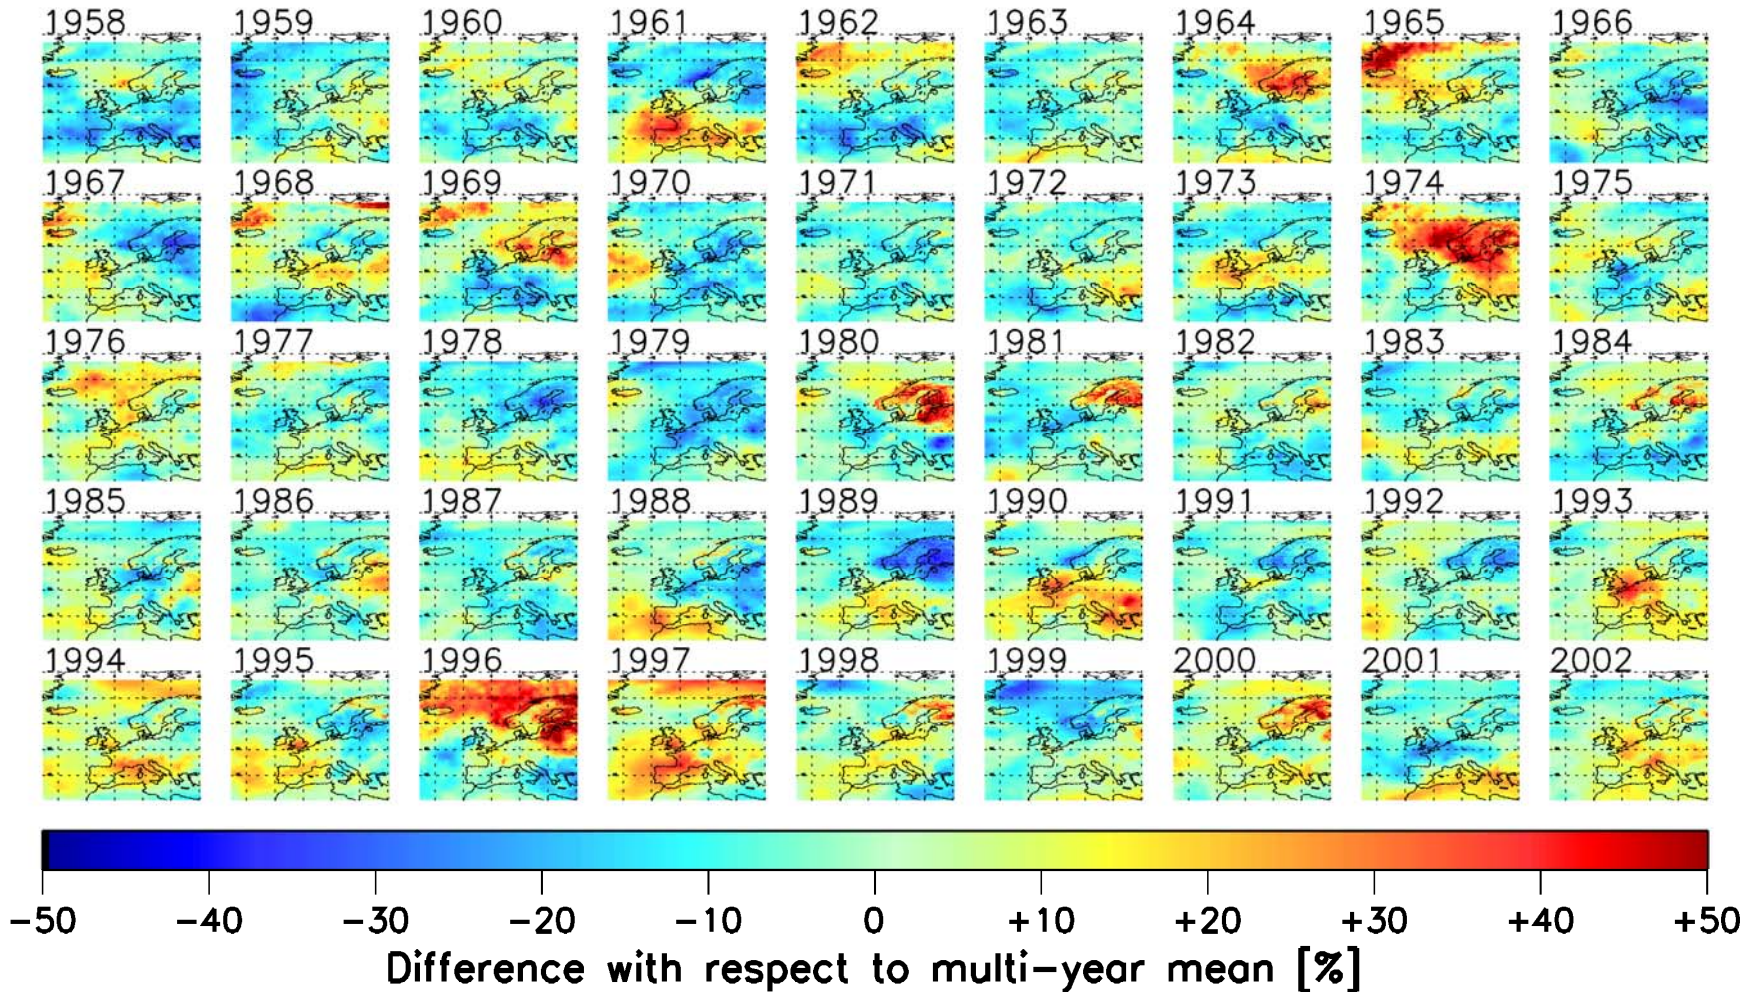 1958 1959 1960 1961 1962 1963 1964 1965 1966
1967 1968 1969 1970 1971 1972 1973 1974 1975
1976 1977 1978 1979 1980 1981 1982 1983 1984
1985 1986 1987 1988 1989 1990 1991 1992 1993
1994 1995 1996 1997 1998 1999 2000 2001 2002
−50 −40 −30 −20 −10 0 +10 +20 +30 +40 +50
Difference with respect to multi−year mean [%]